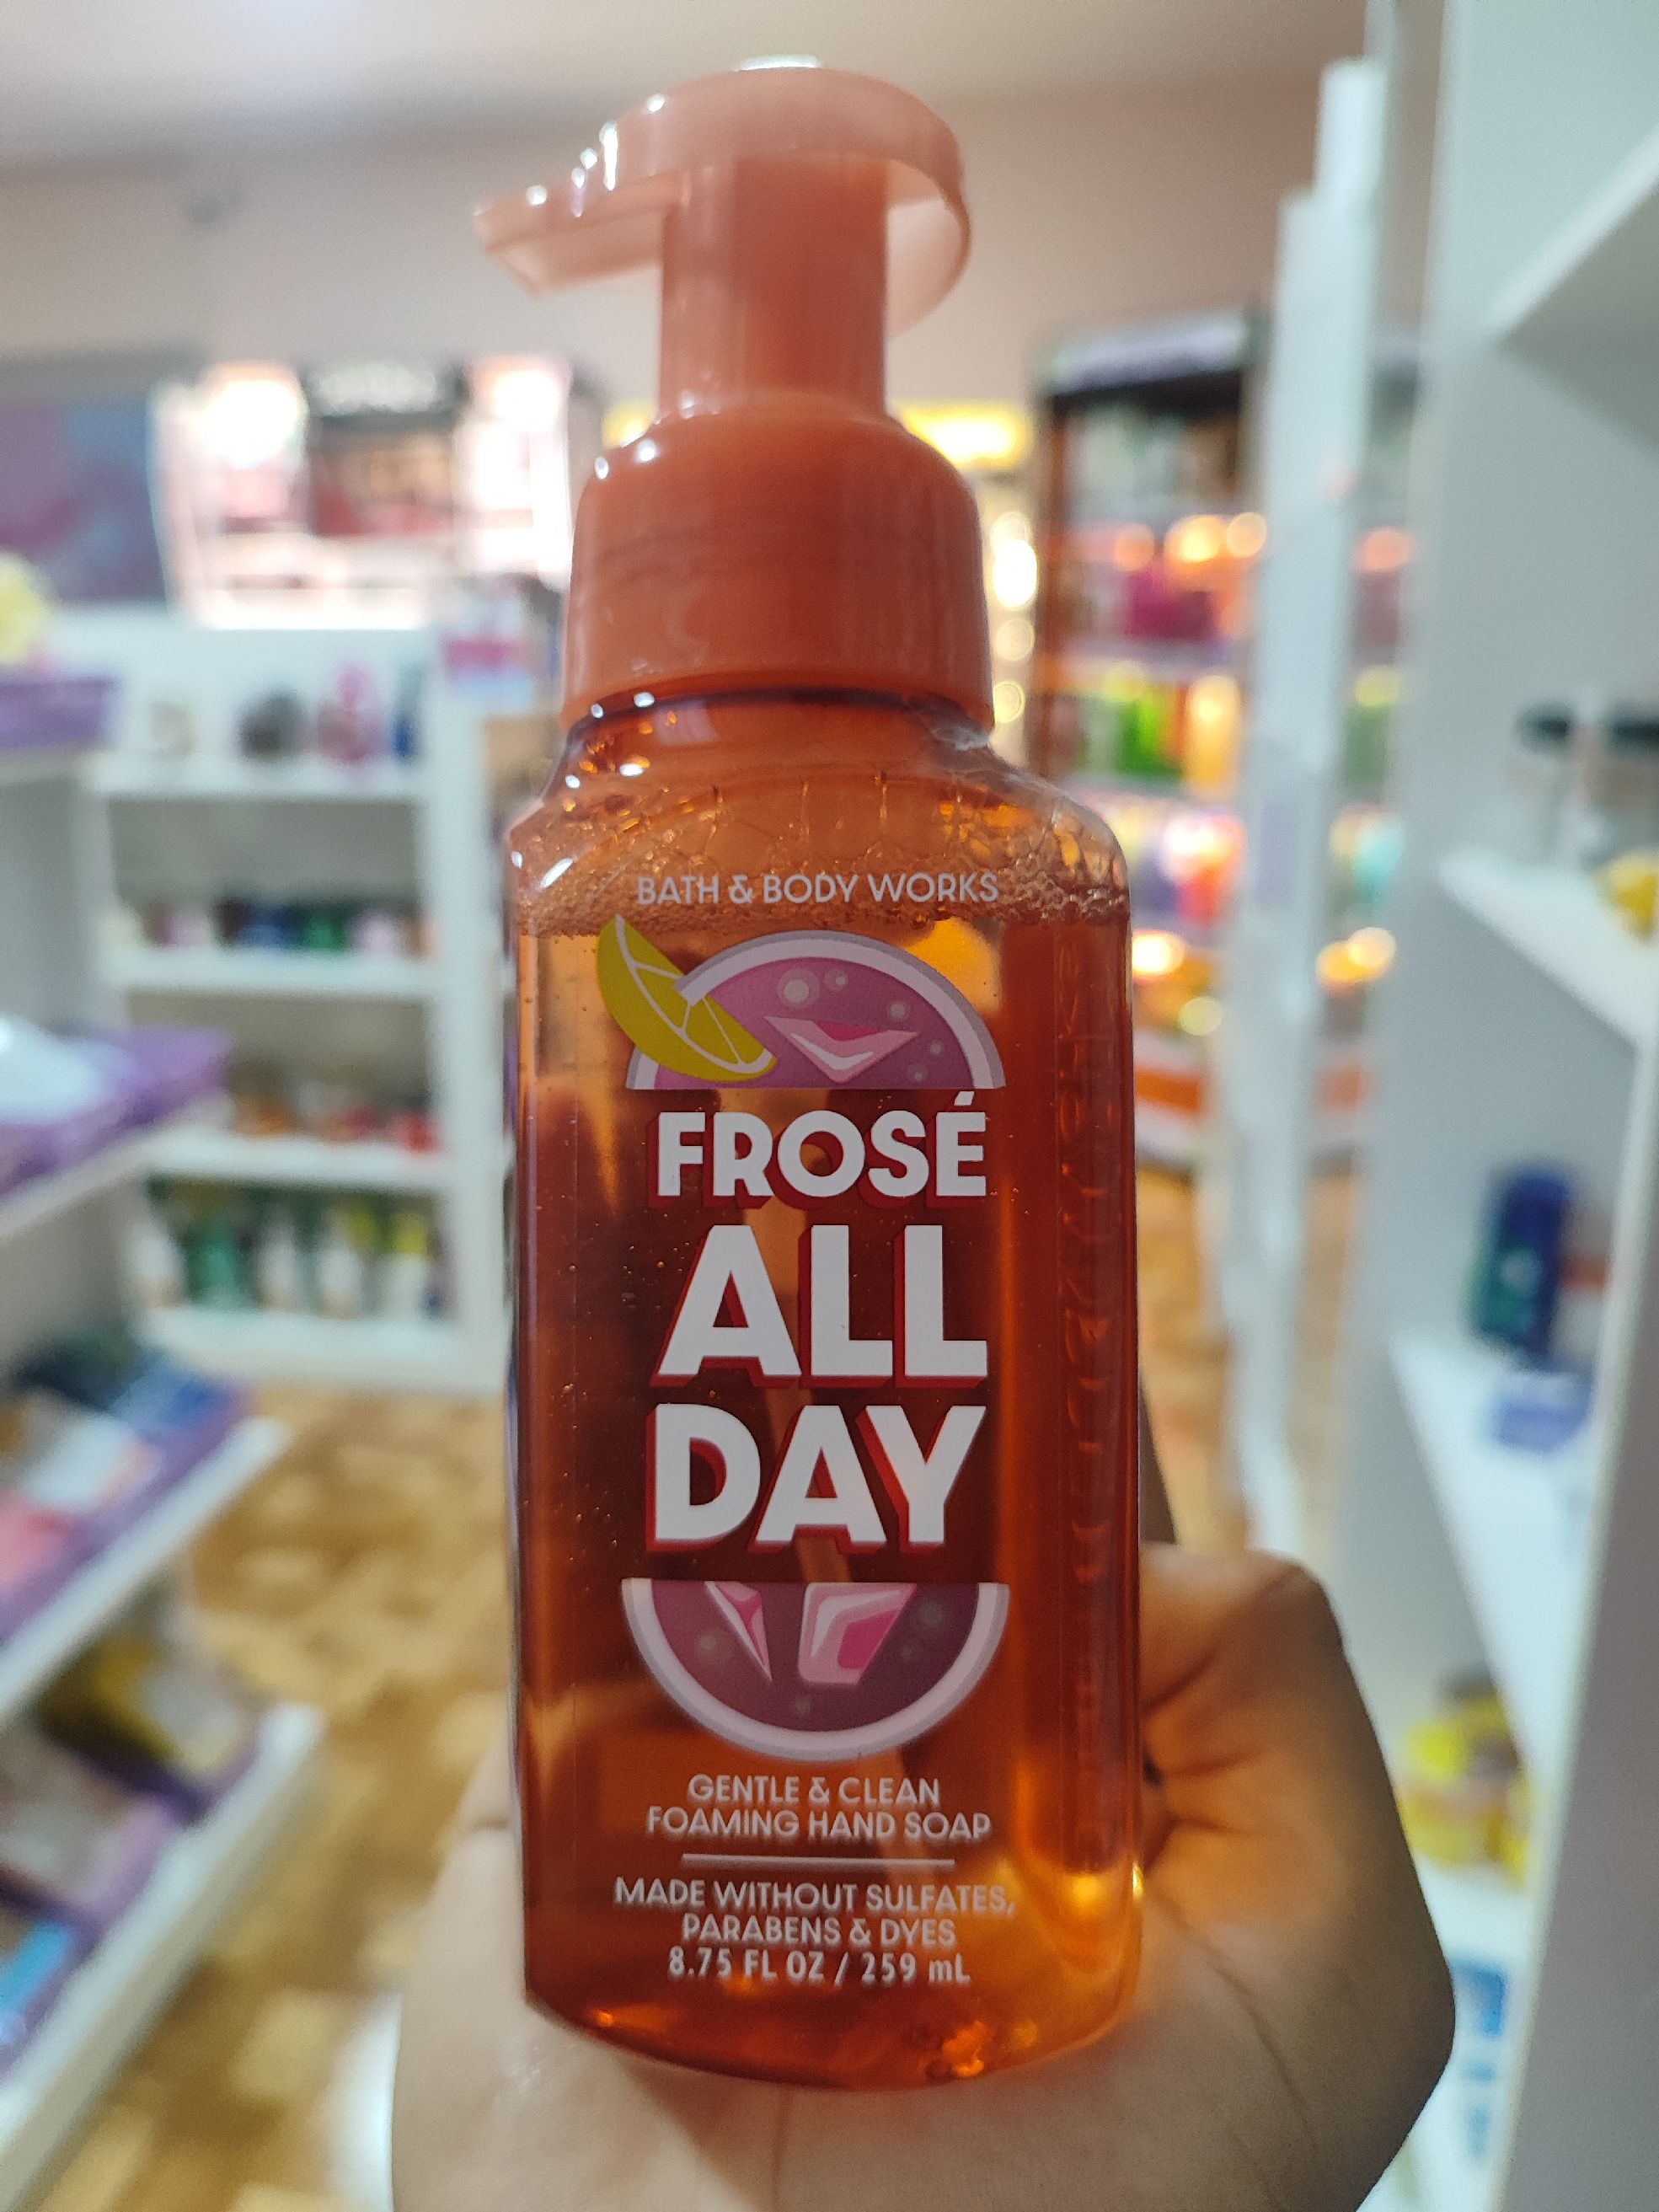 BATH & BODY WORKS
FROSÉ
ALL
DAY
GENTLE & CLEAN
FOAMING HAND SOAP
MADE WITHOUT SULFATES,
PARABENS & DYES
8.75 FL OZ / 259 mL